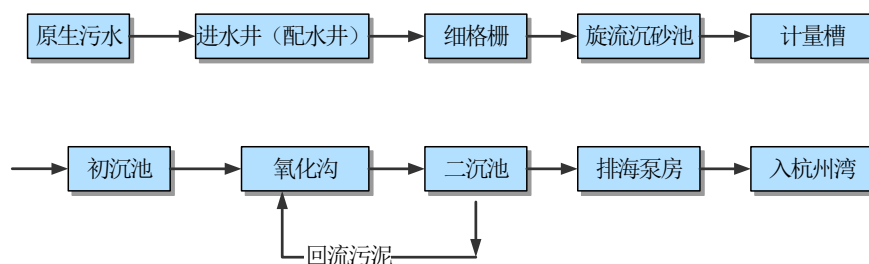 原生污水
进水井（配水井）
细格栅
旋流沉砂池
计量槽
初沉池
氧化沟
二沉池
排海泵房
入杭州湾
回流污泥